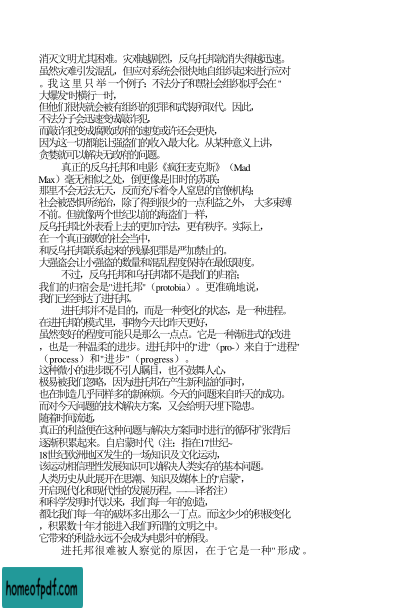 消灭文明尤其困难。灾难越剧烈，反乌托邦就消失得越迅速。
虽然灾难引发混乱，但应对系统会很快地自组织起来进行应对
。我这里只举一个例子：不法分子和黑社会组织似乎会在"
大爆发"时横行一时，
但他们很快就会被有组织的犯罪和武装所取代。因此，
不法分子会迅速变成敲诈犯，
而敲诈犯变成腐败政府的速度或许还会更快，
因为这一切都能让强盗们的收入最大化。从某种意义上讲，
贪婪就可以解决无政府的问题。
真正的反乌托邦和电影《疯狂麦克斯》（Mad
Max）毫无相似之处，倒更像是旧时的苏联：
那里不会无法无天，反而充斥着令人窒息的官僚机构；
社会被恐惧所统治，除了得到很少的一点利益之外， 大多束缚
不前。但就像两个世纪以前的海盗们一样，
反乌托邦比外表看上去的更加守法，更有秩序。实际上，
在一个真正破败的社会当中，
和反乌托邦联系起来的残暴犯罪是严加禁止的。
大强盗会让小强盗的数量和混乱程度保持在最低限度。
不过，反乌托邦和乌托邦都不是我们的归宿；
我们的归宿会是"进托邦"（protobia）。更准确地说，
我们已经到达了进托邦。
进托邦并不是目的，而是一种变化的状态，是一种进程。
在进托邦的模式里，事物今天比昨天更好，
虽然变好的程度可能只是那么一点点。它是一种渐进式的改进
，也是一种温柔的进步。进托邦中的"进"（pro-）来自于"进程"
（process）和"进步"（progress）。
这种微小的进步既不引人瞩目，也不鼓舞人心，
极易被我们忽略，因为进托邦在产生新利益的同时，
也在制造几乎同样多的新麻烦。今天的问题来自昨天的成功。
而对今天问题的技术解决方案，又会给明天埋下隐患。
随着时间流逝，
真正的利益便在这种问题与解决方案同时进行的循环扩张背后
逐渐积累起来。自启蒙时代（注：指在17世纪~
18世纪欧洲地区发生的一场知识及文化运动，
该运动相信理性发展知识可以解决人类实存的基本问题。
人类历史从此展开在思潮、知识及媒体上的"启蒙"，
开启现代化和现代性的发展历程。——译者注）
和科学发明时代以来，我们每一年的创造，
都比我们每一年的破坏多出那么一丁点。而这少少的积极变化
，积累数十年才能进入我们所谓的文明之中。
它带来的利益永远不会成为电影中的桥段。
进托邦很难被人察觉的原因，在于它是一种"形成"。
homeofpdf.com